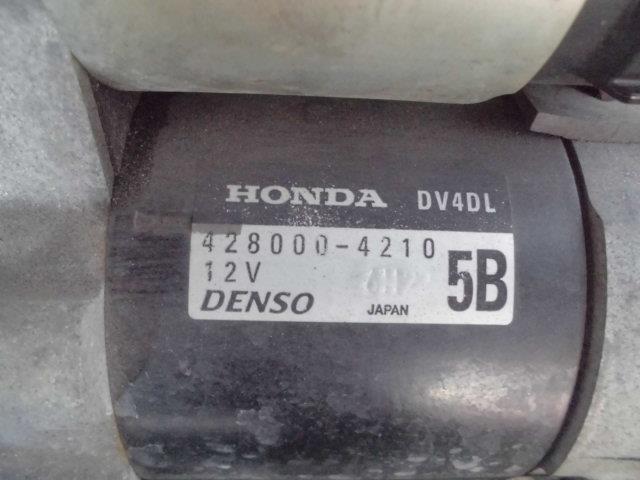 HONDA DV4DL
428000-4210
12V
5B
DENSO JAPAN